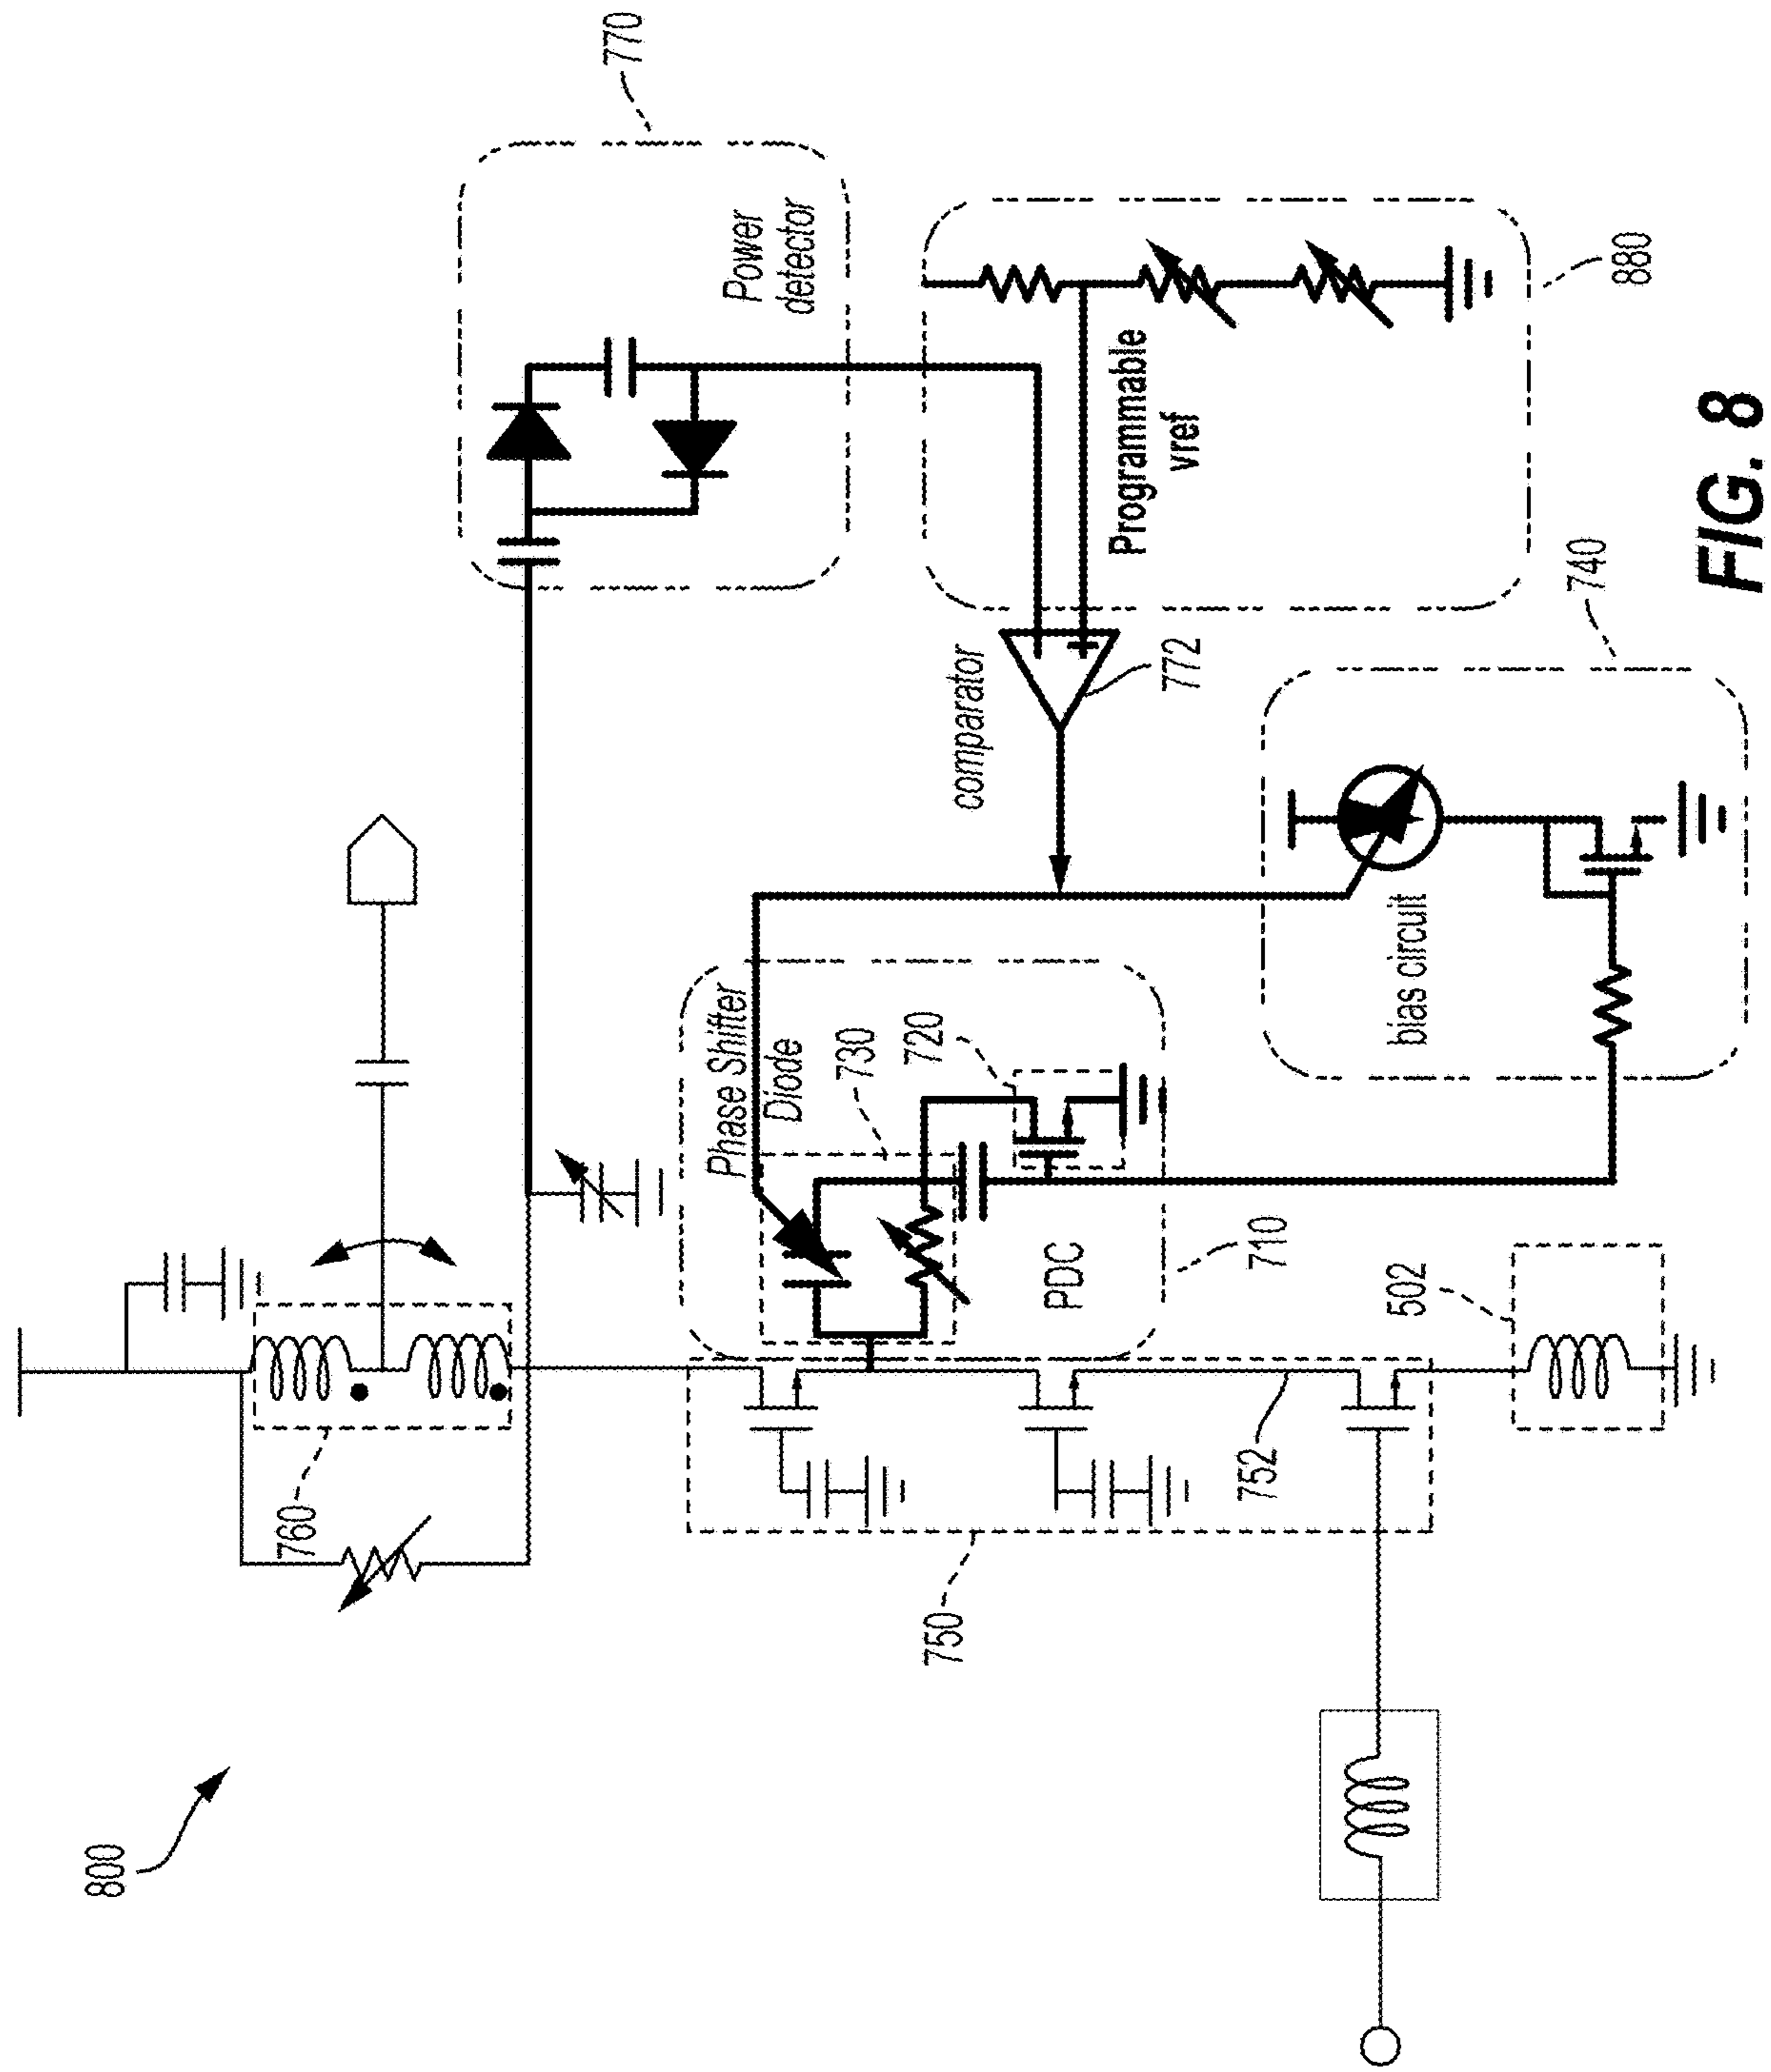 800
760
770
Power
detector
Phase Shifter
Diode
730
720
PDC
710
comparator
772
Programmable
vref
880
750
752
502
bias circuit
740
FIG. 8